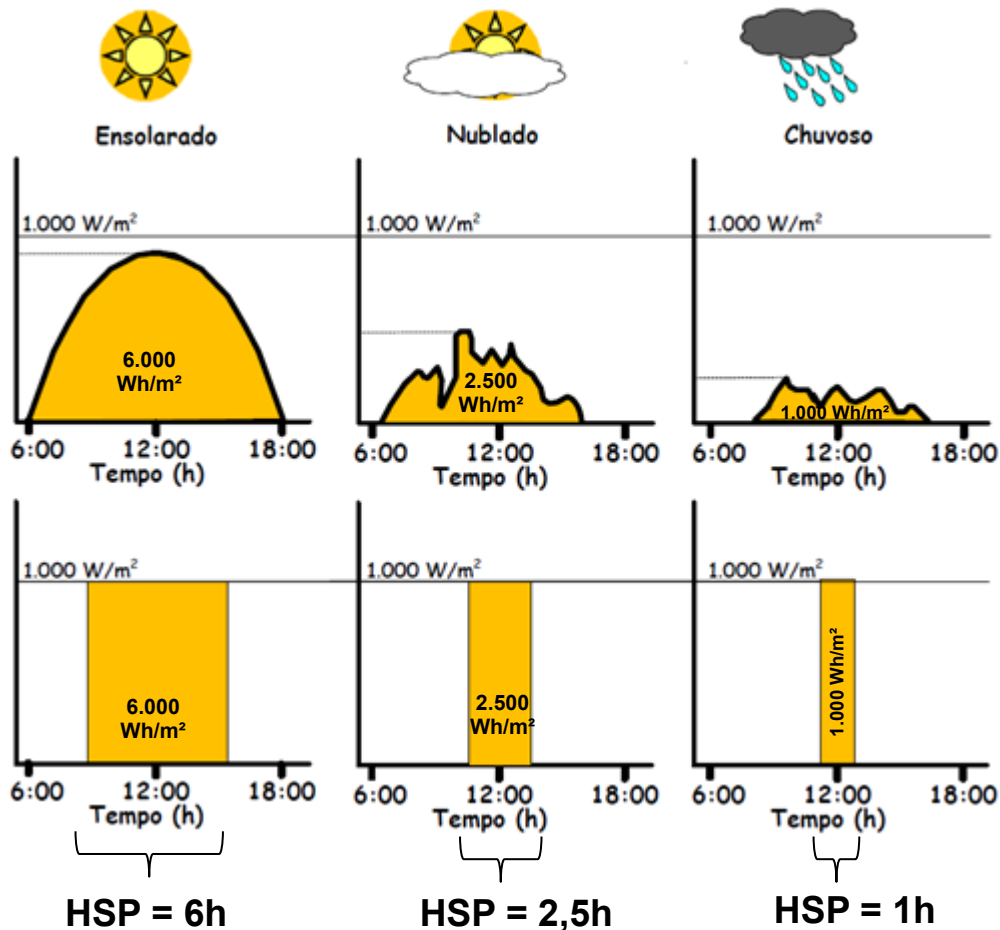 Ensolarado
Nublado
Chuvoso
1.000 W/m²
1.000 W/m²
1.000 W/m²
6.000
Wh/m²
2.500
Wh/m²
1.000 Wh/m²
6:00 12:00 18:00
6:00 12:00 18:00
6:00 12:00 18:00
Tempo (h)
Tempo (h)
Tempo (h)
1.000 W/m²
1.000 W/m²
1.000 W/m²
6.000
Wh/m²
2.500
Wh/m²
1.000 Wh/m²
6:00 12:00 18:00
6:00 12:00 18:00
6:00 12:00 18:00
Tempo (h)
Tempo (h)
Tempo (h)
HSP = 6h
HSP = 2,5h
HSP = 1h